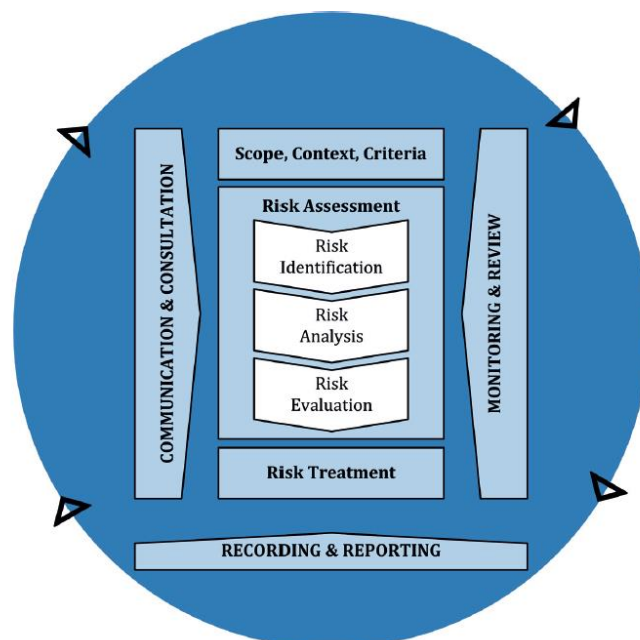 Scope, Context, Criteria
Risk Assessment
Risk
Identification
Risk
Analysis
Risk
Evaluation
Risk Treatment
COMMUNICATION & CONSULTATION
MONITORING & REVIEW
RECORDING & REPORTING